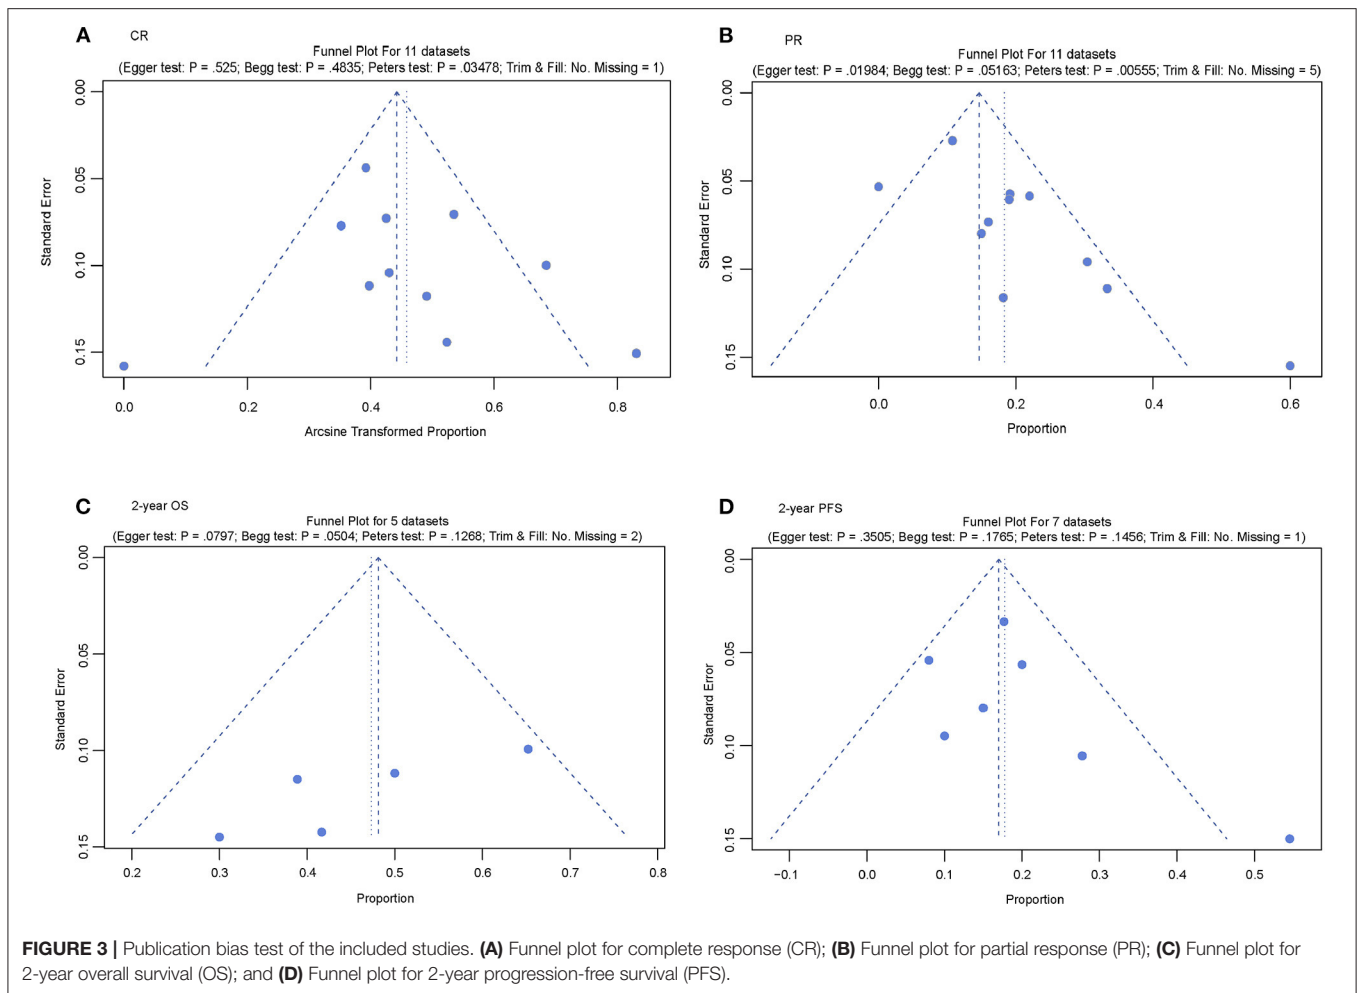 A CR
Funnel Plot For 11 datasets
(Egger test: P = .525; Begg test: P = .4835; Peters test: P = .03478; Trim & Fill: No. Missing = 1)
Standard Error
0.00
0.05
0.10
0.15
0.0 0.2 0.4 0.6 0.8
Arcsine Transformed Proportion
B PR
Funnel Plot For 11 datasets
(Egger test: P = .01984; Begg test: P = .05163; Peters test: P = .00555; Trim & Fill: No. Missing = 5)
Standard Error
0.00
0.05
0.10
0.15
0.0 0.2 0.4 0.6
Proportion
C 2-year OS
Funnel Plot for 5 datasets
(Egger test: P = .0797; Begg test: P = .0504; Peters test: P = .1268; Trim & Fill: No. Missing = 2)
Standard Error
0.00
0.05
0.10
0.15
0.2 0.3 0.4 0.5 0.6 0.7 0.8
Proportion
D 2-year PFS
Funnel Plot For 7 datasets
(Egger test: P = .3505; Begg test: P = .1765; Peters test: P = .1456; Trim & Fill: No. Missing = 1)
Standard Error
0.00
0.05
0.10
0.15
−0.1 0.0 0.1 0.2 0.3 0.4 0.5
Proportion
FIGURE 3 | Publication bias test of the included studies. (A) Funnel plot for complete response (CR); (B) Funnel plot for partial response (PR); (C) Funnel plot for
2-year overall survival (OS); and (D) Funnel plot for 2-year progression-free survival (PFS).